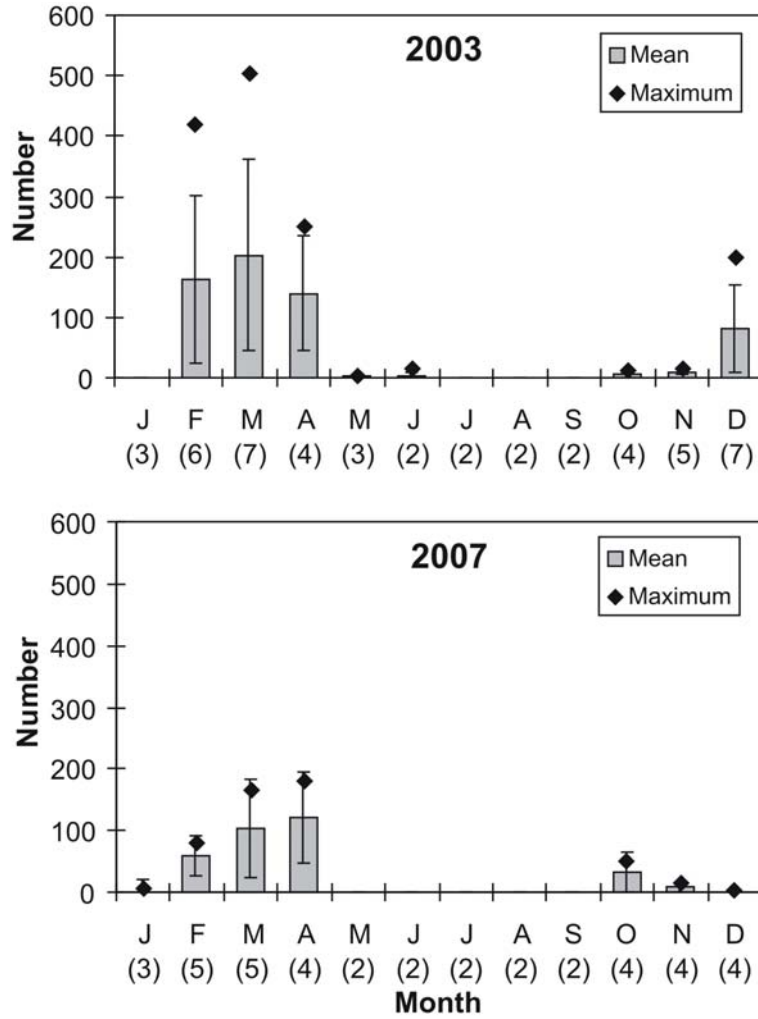 600
2003
Mean
Maximum
500
400
300
200
100
0
Number
J F M A M J J A S O N D
(3) (6) (7) (4) (3) (2) (2) (2) (2) (4) (5) (7)
600
2007
Mean
Maximum
500
400
300
200
100
0
Number
J F M A M J J A S O N D
(3) (5) (5) (4) (2) (2) (2) (2) (2) (4) (4) (4)
Month